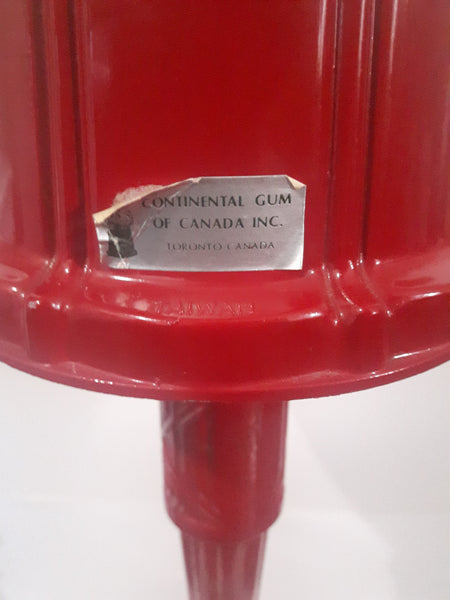 CONTINENTAL GUM
OF CANADA INC.
TORONTO CANADA